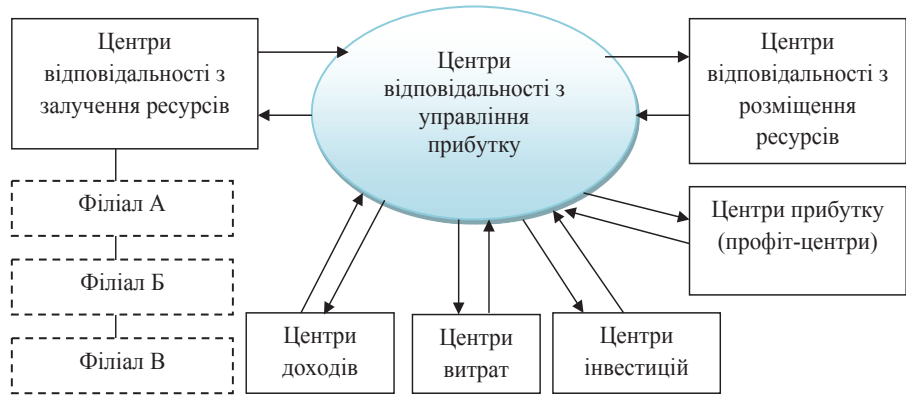 Центри
відповідальності з
залучення ресурсів
Центри
відповідальності з
управління
прибутку
Центри
відповідальності з
розміщення
ресурсів
Філіал А
Філіал Б
Філіал В
Центри
доходів
Центри
витрат
Центри
інвестицій
Центри прибутку
(профіт-центри)